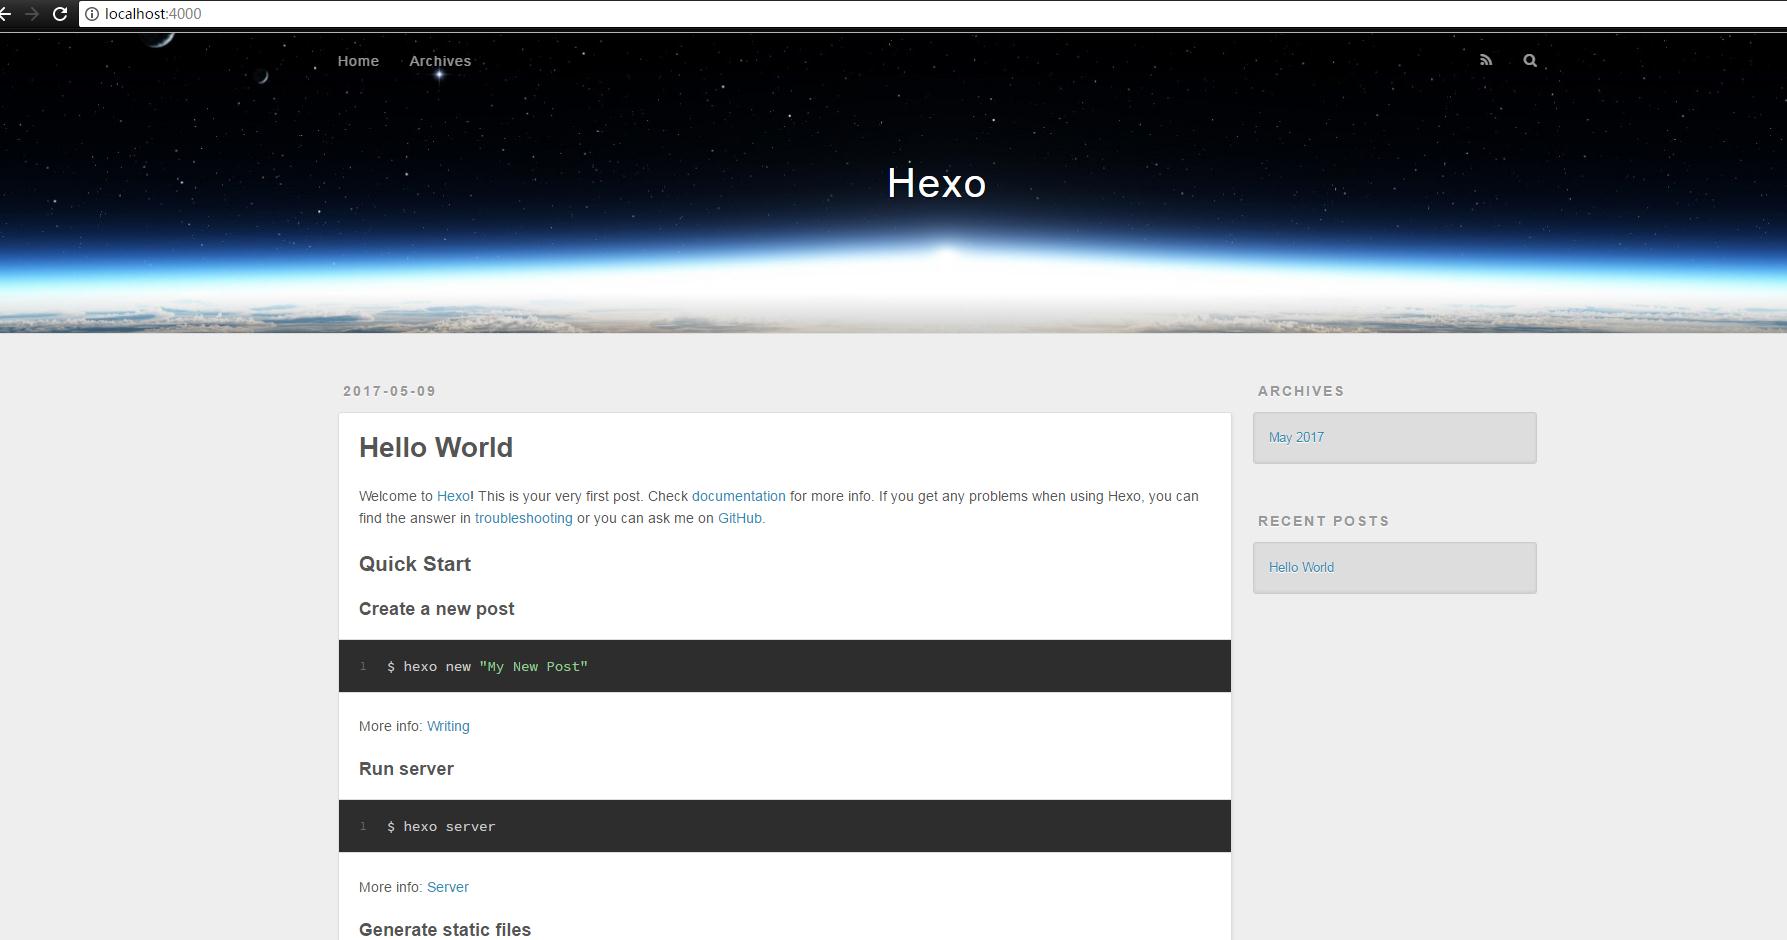 localhost:4000
Home
Archives
Hexo
2017-05-09
Hello World
Welcome to Hexo! This is your very first post. Check documentation for more info. If you get any problems when using Hexo, you can
find the answer in troubleshooting or you can ask me on GitHub.
Quick Start
Create a new post
1 $ hexo new "My New Post"
More info: Writing
Run server
1 $ hexo server
More info: Server
Generate static files
ARCHIVES
May 2017
RECENT POSTS
Hello World